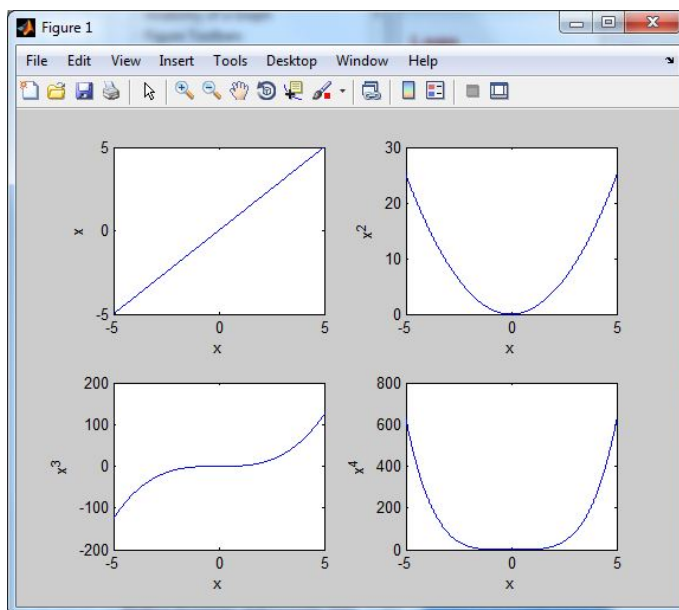 Figure 1
File Edit View Insert Tools Desktop Window Help
5
0
-5
x
-5 0 5
x
30
20
10
0
x²
-5 0 5
x
200
100
0
-100
-200
x³
-5 0 5
x
800
600
400
200
0
x⁴
-5 0 5
x